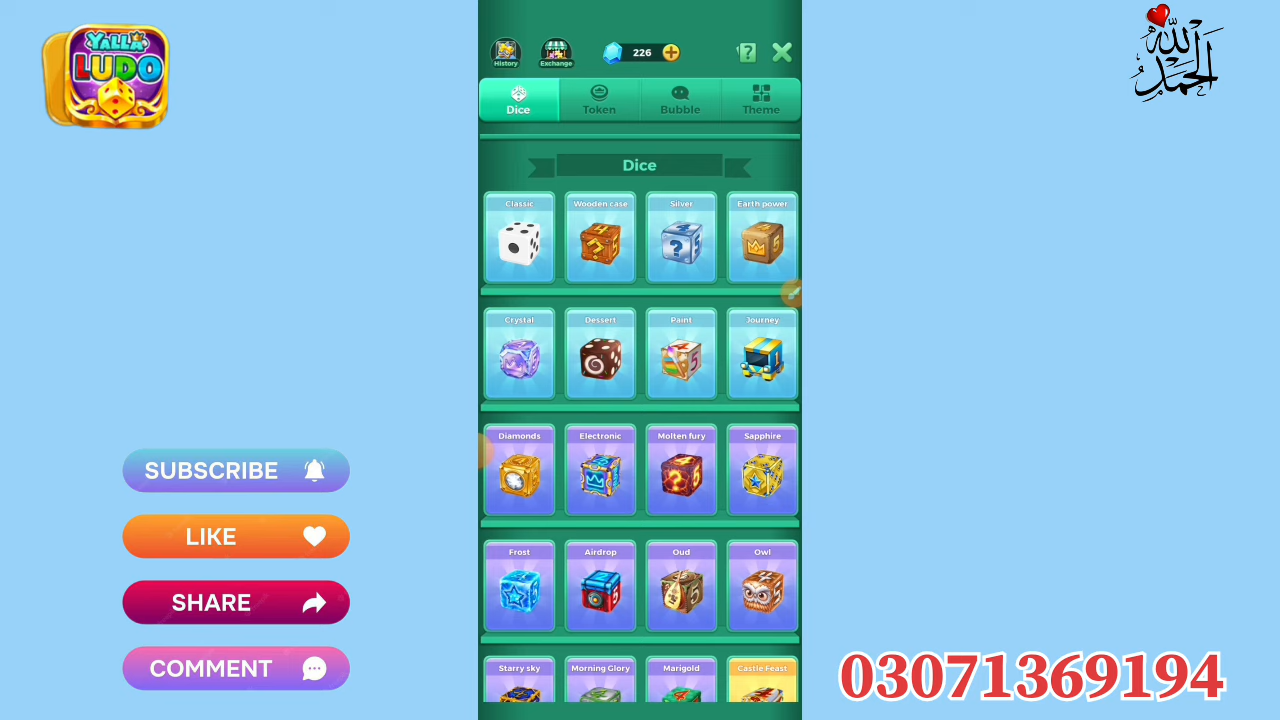 YALLA
LUDO
الحمد لله
History
Exchange
226
?
Dice
Token
Bubble
Theme
Dice
Classic
Wooden case
Silver
Earth power
Crystal
Dessert
Paint
Journey
Diamonds
Electronic
Molten fury
Sapphire
Frost
Airdrop
Oud
Owl
Starry sky
Morning Glory
Marigold
Castle Feast
SUBSCRIBE
LIKE
SHARE
COMMENT
03071369194